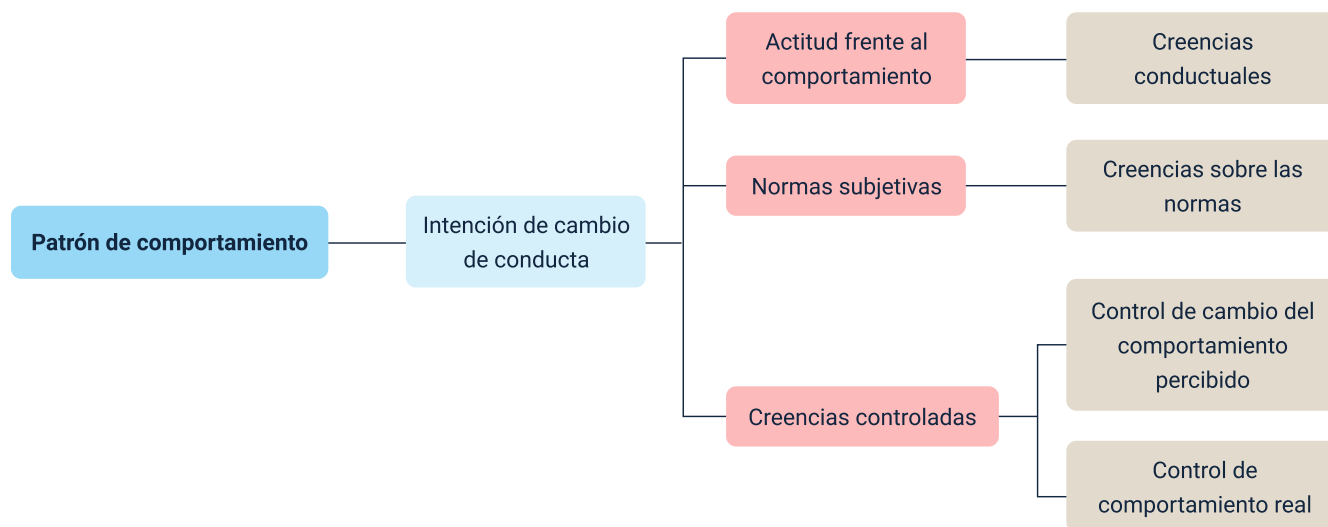 Patrón de comportamiento
Intención de cambio
de conducta
Actitud frente al
comportamiento
Creencias
conductuales
Normas subjetivas
Creencias sobre las
normas
Creencias controladas
Control de cambio del
comportamiento
percibido
Control de
comportamiento real